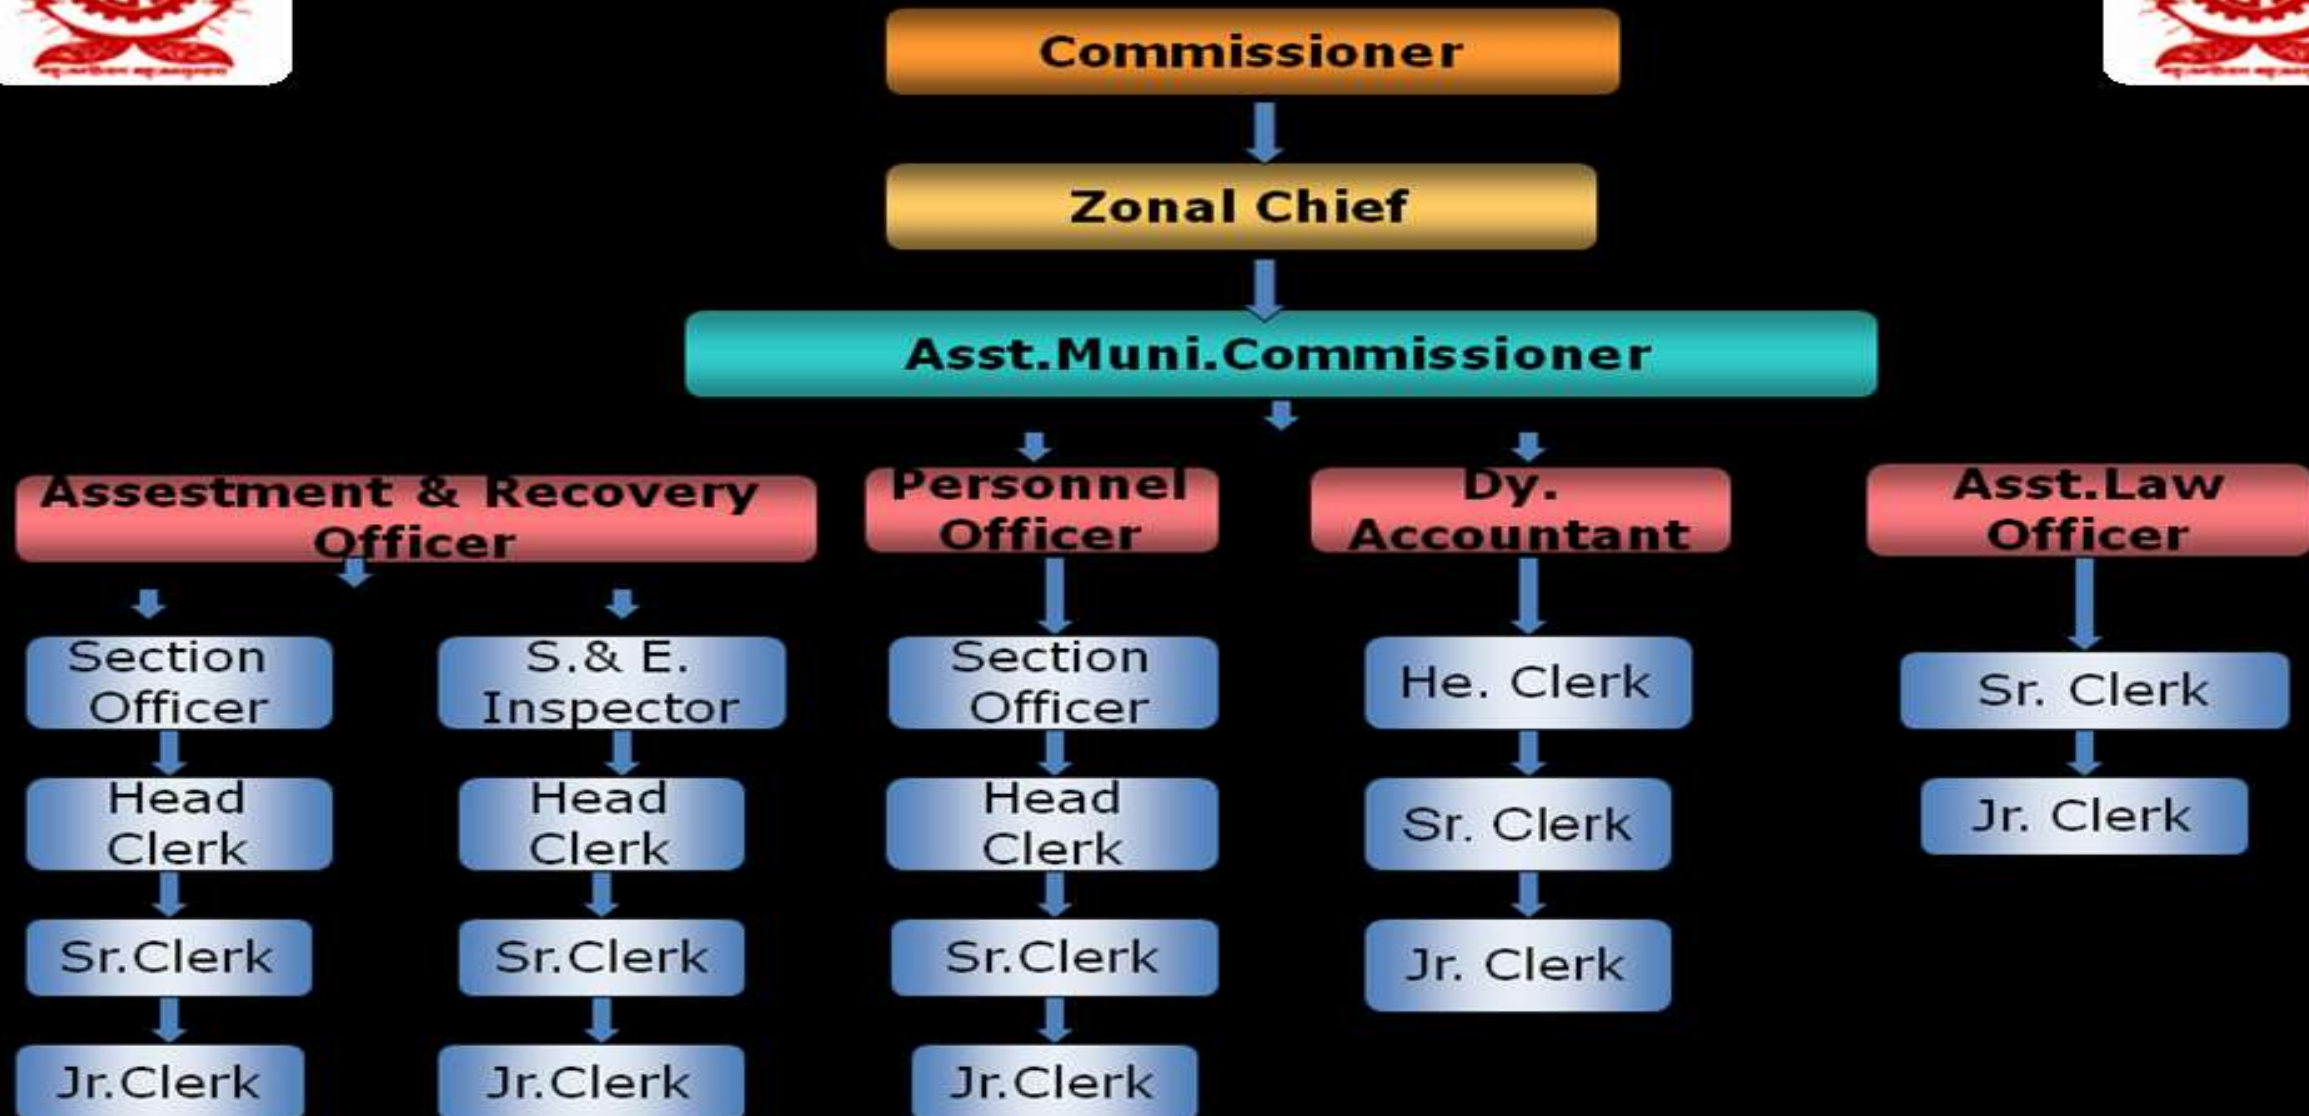 Commissioner
Zonal Chief
Asst.Muni.Commissioner
Assestment & Recovery
Officer
Personnel
Officer
Dy.
Accountant
Asst.Law
Officer
Section
Officer
S.& E.
Inspector
Section
Officer
He. Clerk
Sr. Clerk
Head
Clerk
Head
Clerk
Head
Clerk
Sr. Clerk
Jr. Clerk
Sr.Clerk
Sr.Clerk
Sr.Clerk
Jr. Clerk
Jr.Clerk
Jr.Clerk
Jr.Clerk